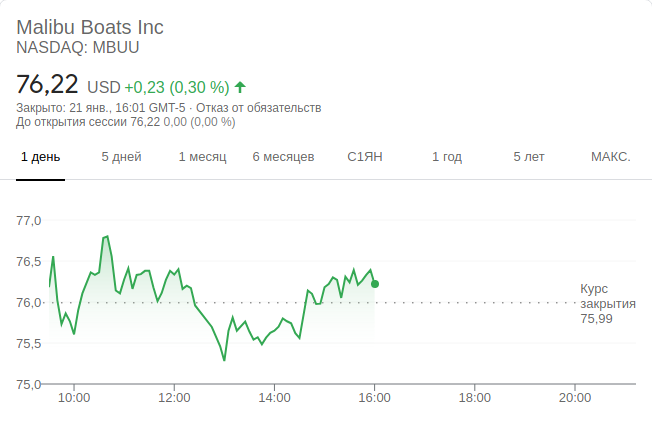 Malibu Boats Inc
NASDAQ: MBUU
76,22 USD +0,23 (0,30 %)
Закрыто: 21 янв., 16:01 GMT-5 · Отказ от обязательств
До открытия сессии 76,22 0,00 (0,00 %)
1 день 5 дней 1 месяц 6 месяцев С1ЯН 1 год 5 лет МАКС.
77,0
76,5
76,0
75,5
75,0
Курс
закрытия
75,99
10:00 12:00 14:00 16:00 18:00 20:00